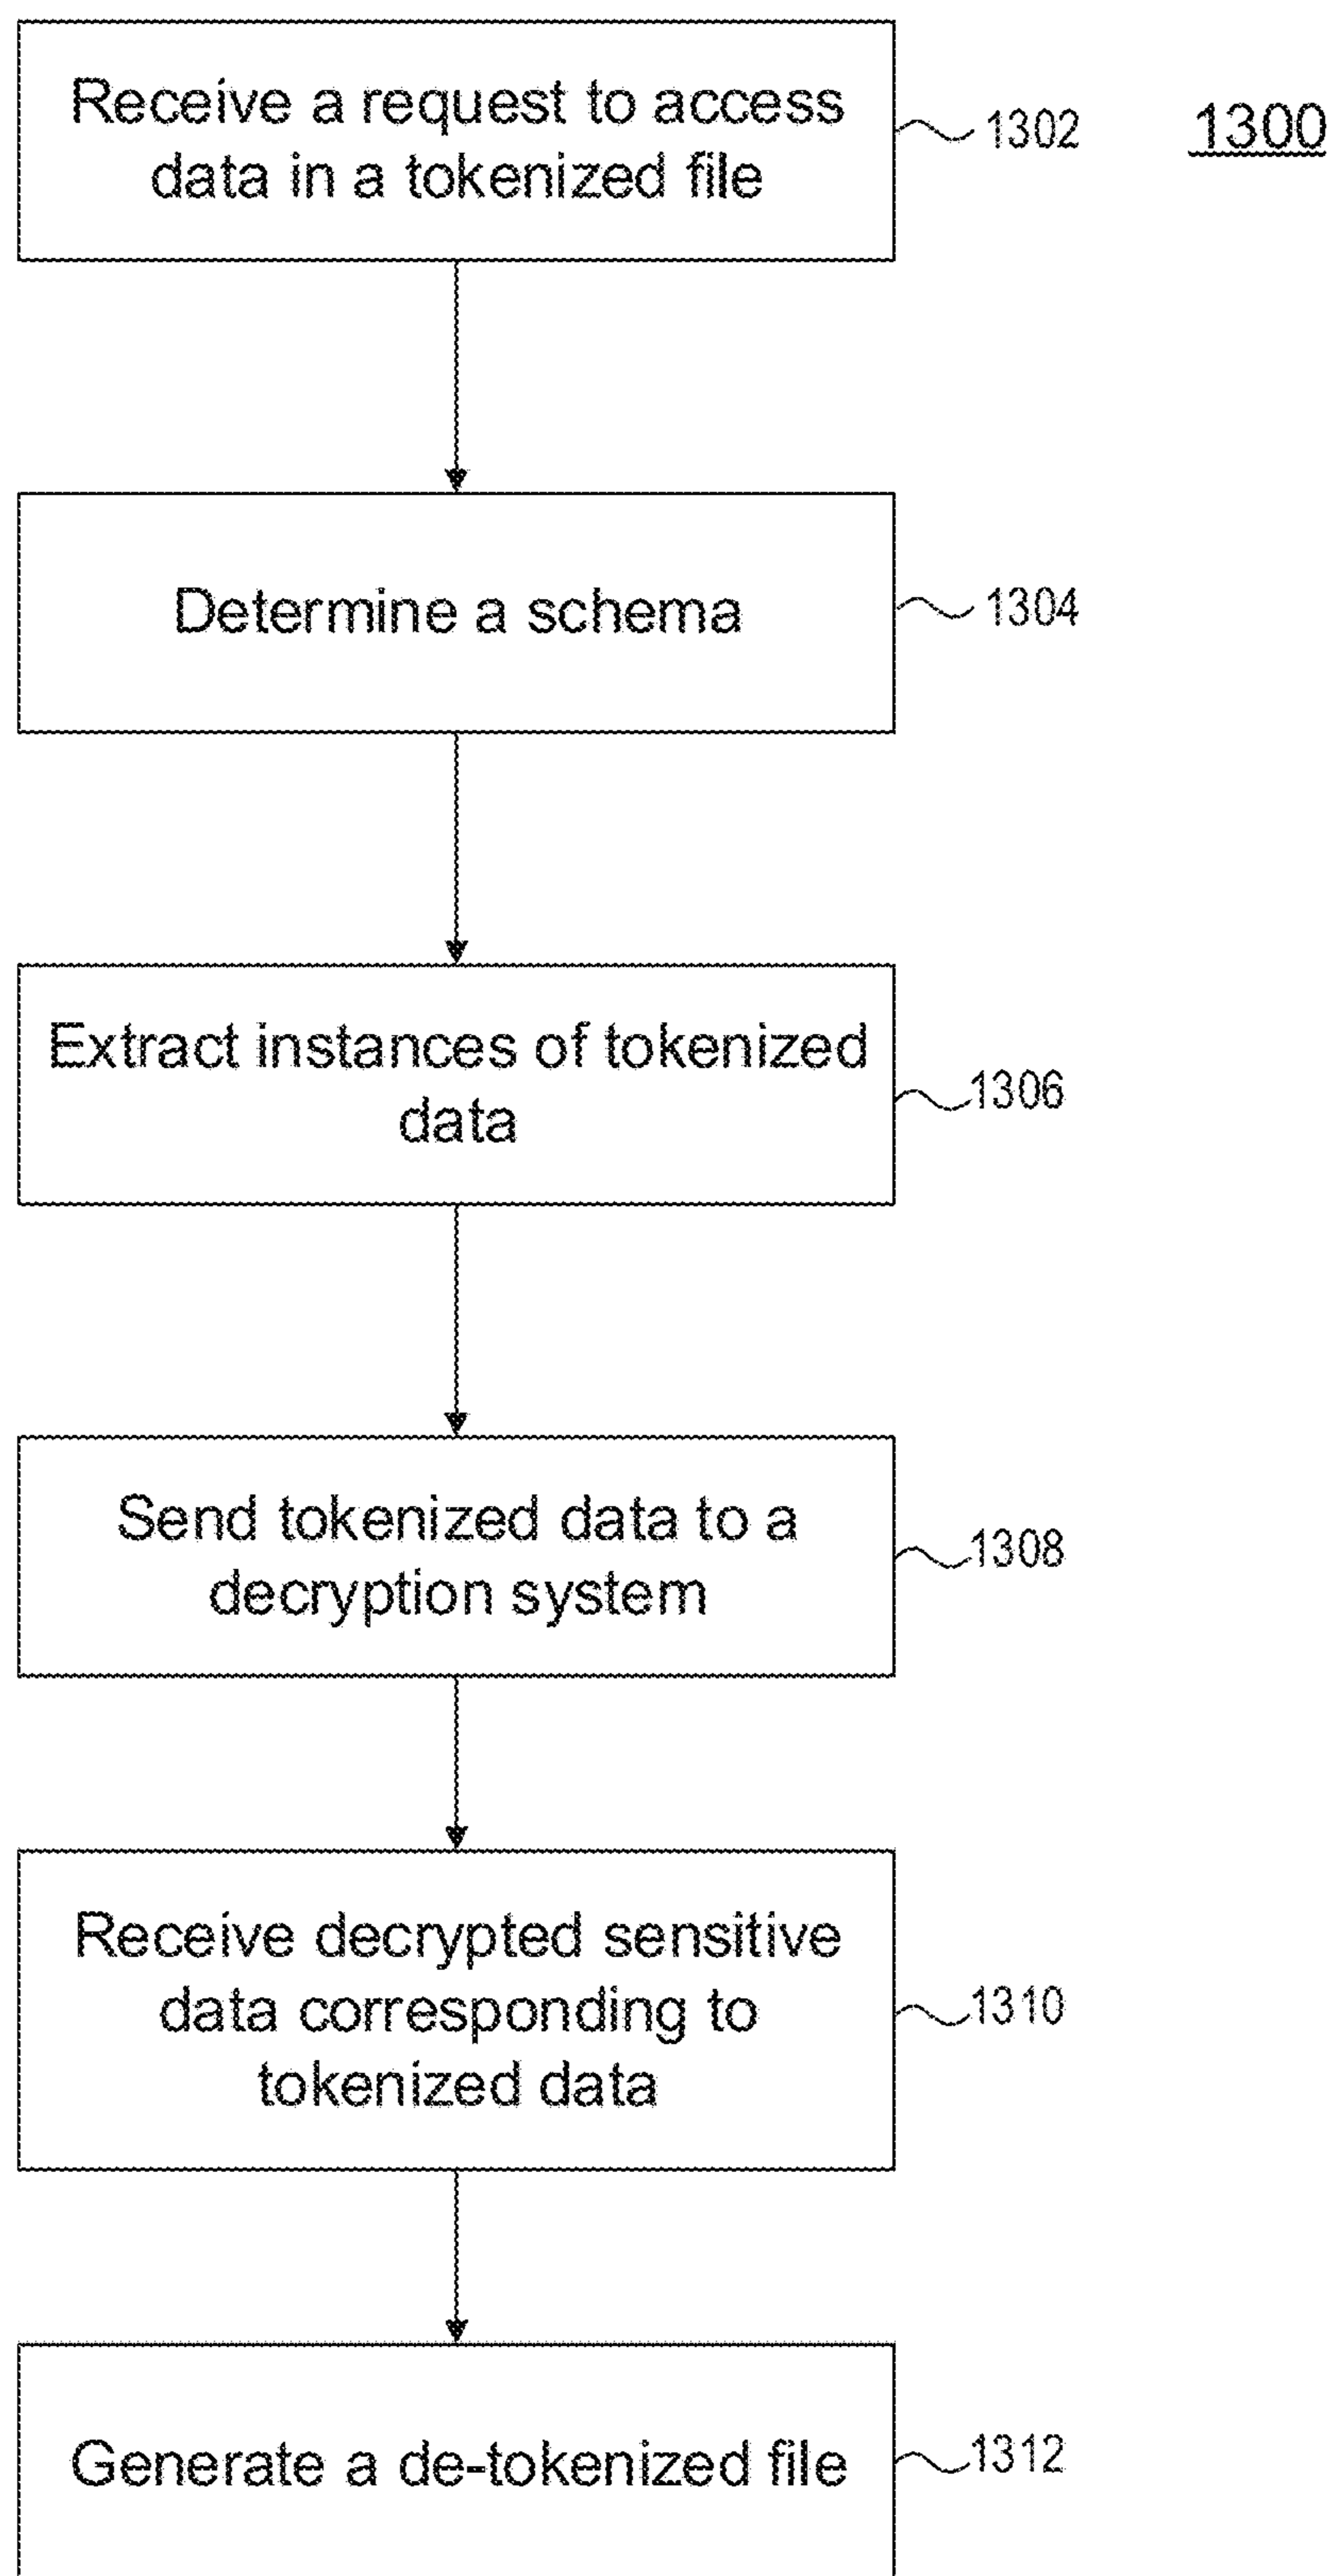 Receive a request to access
data in a tokenized file
1302
1300
Determine a schema
1304
Extract instances of tokenized
data
1306
Send tokenized data to a
decryption system
1308
Receive decrypted sensitive
data corresponding to
tokenized data
1310
Generate a de-tokenized file
1312